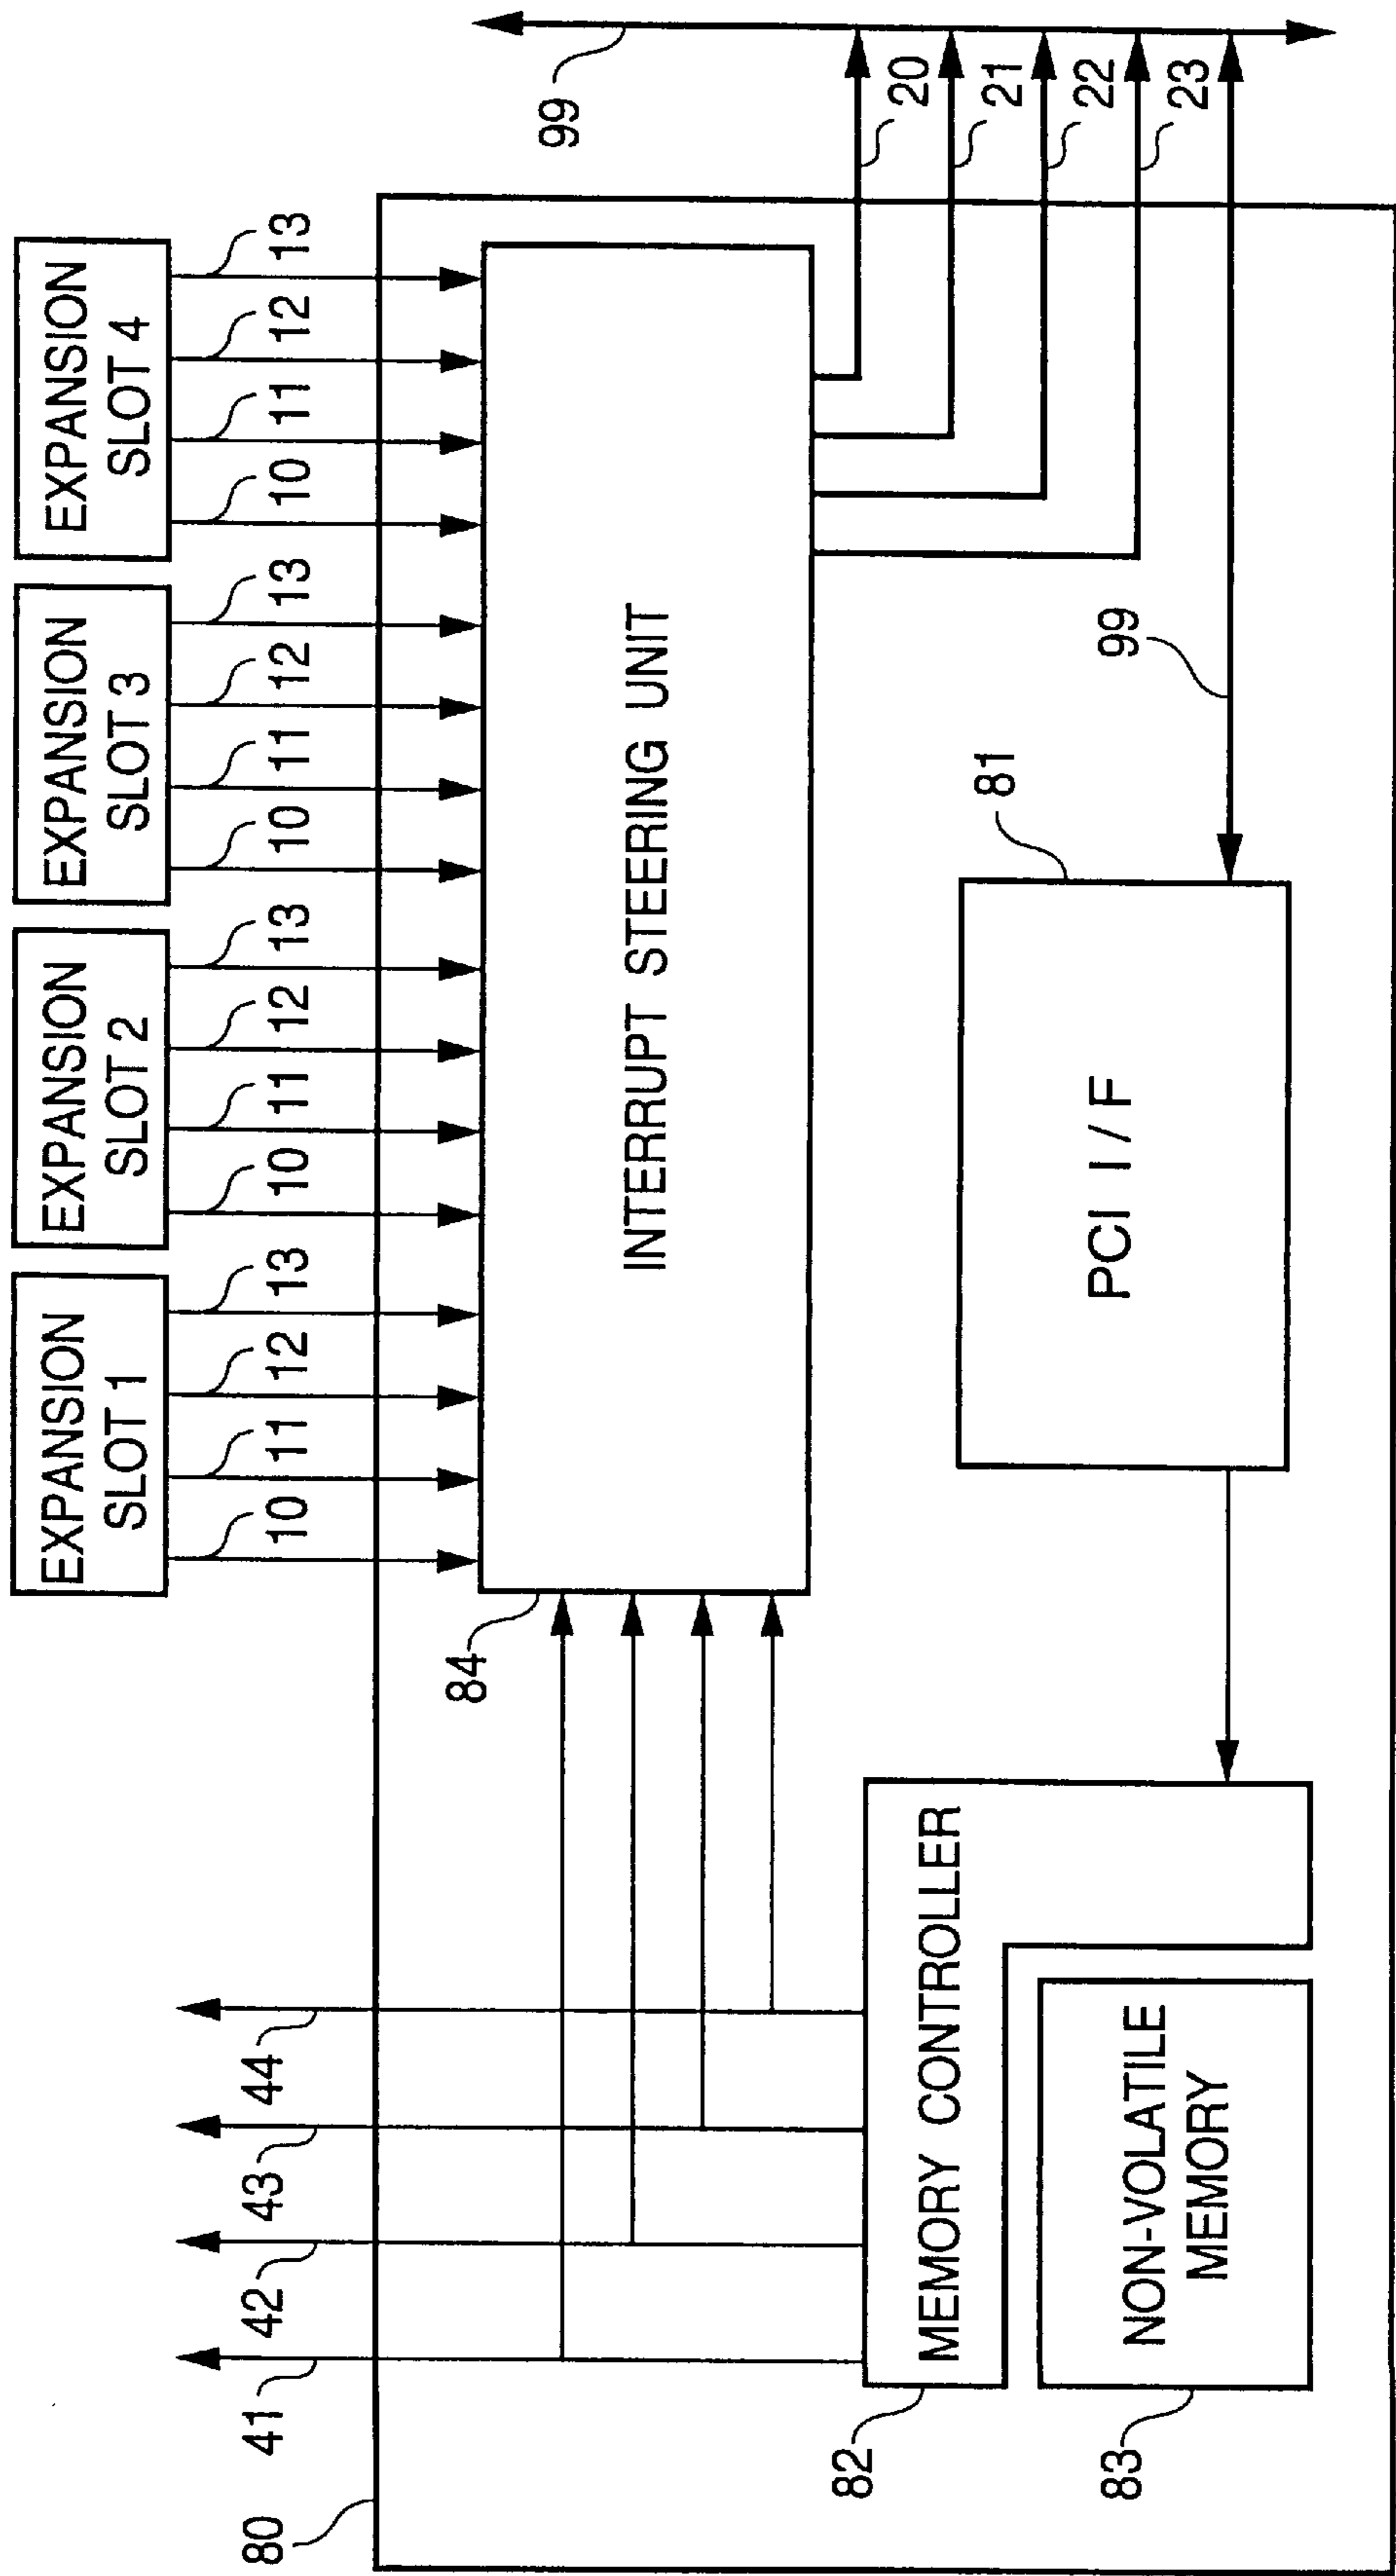 EXPANSION
SLOT 1
EXPANSION
SLOT 2
EXPANSION
SLOT 3
EXPANSION
SLOT 4
10
11
12
13
10
11
12
13
10
11
12
13
10
11
12
13
99
41
42
43
44
80
84
INTERRUPT STEERING UNIT
20
21
22
23
99
82
MEMORY CONTROLLER
81
PCI I/F
83
NON-VOLATILE
MEMORY